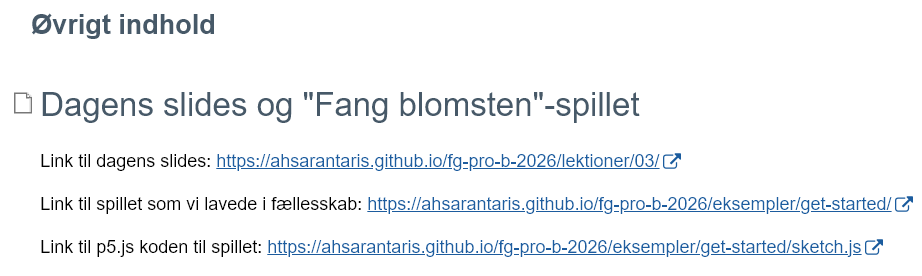 Øvrigt indhold
Dagens slides og "Fang blomsten"-spillet
Link til dagens slides: https://ahsarantaris.github.io/fg-pro-b-2026/lektioner/03/
Link til spillet som vi lavede i fællesskab: https://ahsarantaris.github.io/fg-pro-b-2026/eksempler/get-started/
Link til p5.js koden til spillet: https://ahsarantaris.github.io/fg-pro-b-2026/eksempler/get-started/sketch.js